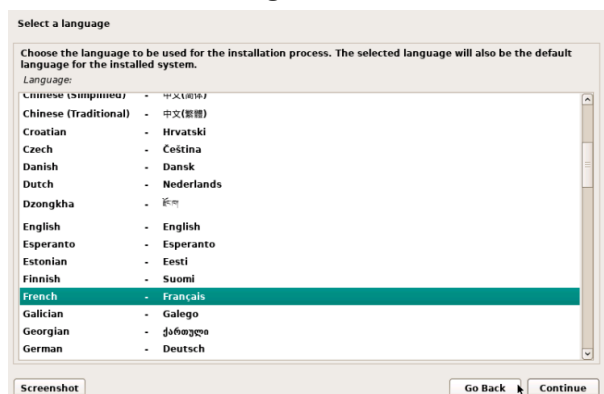 Select a language
Choose the language to be used for the installation process. The selected language will also be the default
language for the installed system.
Language:
Chinese (Simplified) - 中文(简体)
Chinese (Traditional) - 中文(繁體)
Croatian - Hrvatski
Czech - Čeština
Danish - Dansk
Dutch - Nederlands
Dzongkha - རྫོང་ཁ།
English - English
Esperanto - Esperanto
Estonian - Eesti
Finnish - Suomi
French - Français
Galician - Galego
Georgian - ქართული
German - Deutsch
Screenshot Go Back Continue